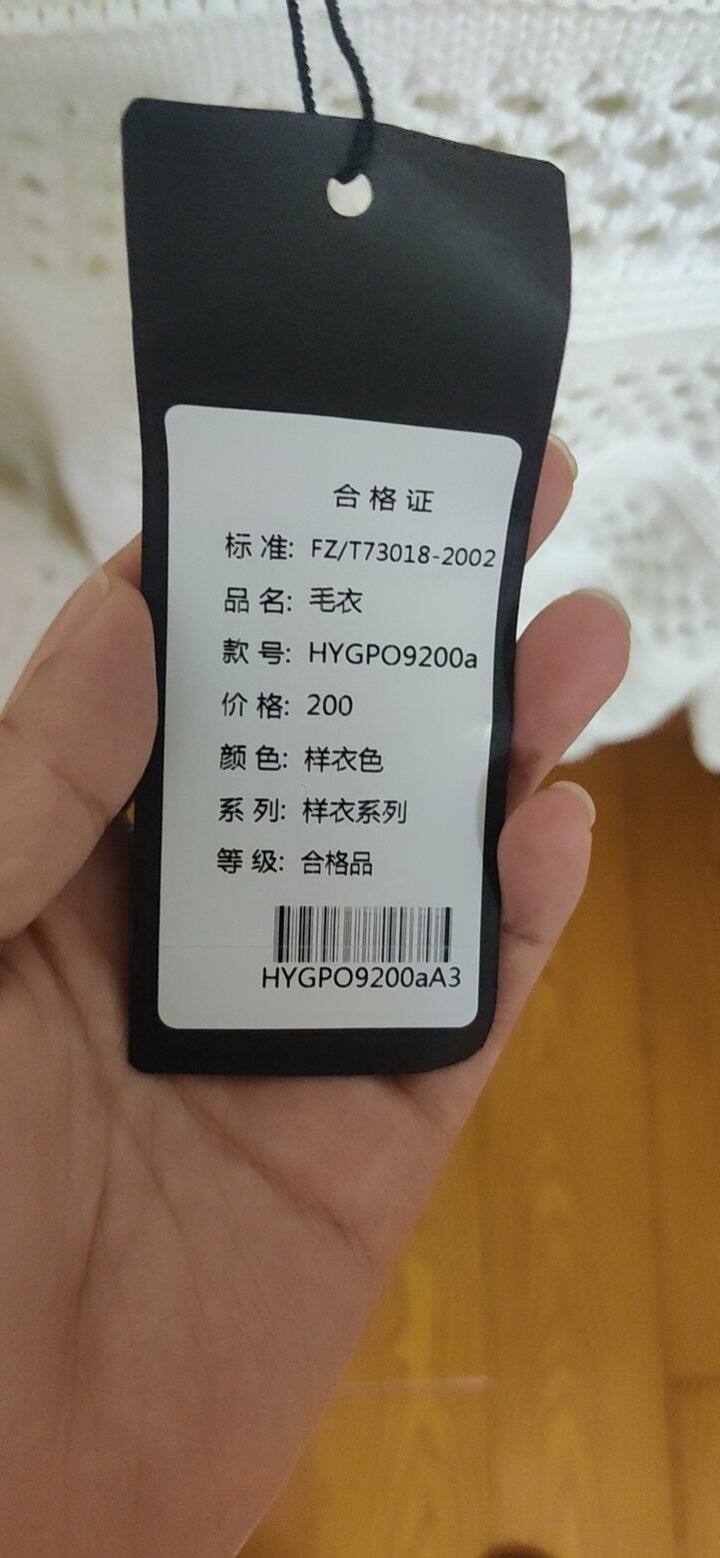 合格证
标准: FZ/T73018-2002
品名: 毛衣
款号: HYGPO9200a
价格: 200
颜色: 样衣色
系列: 样衣系列
等级: 合格品
HYGPO9200aA3